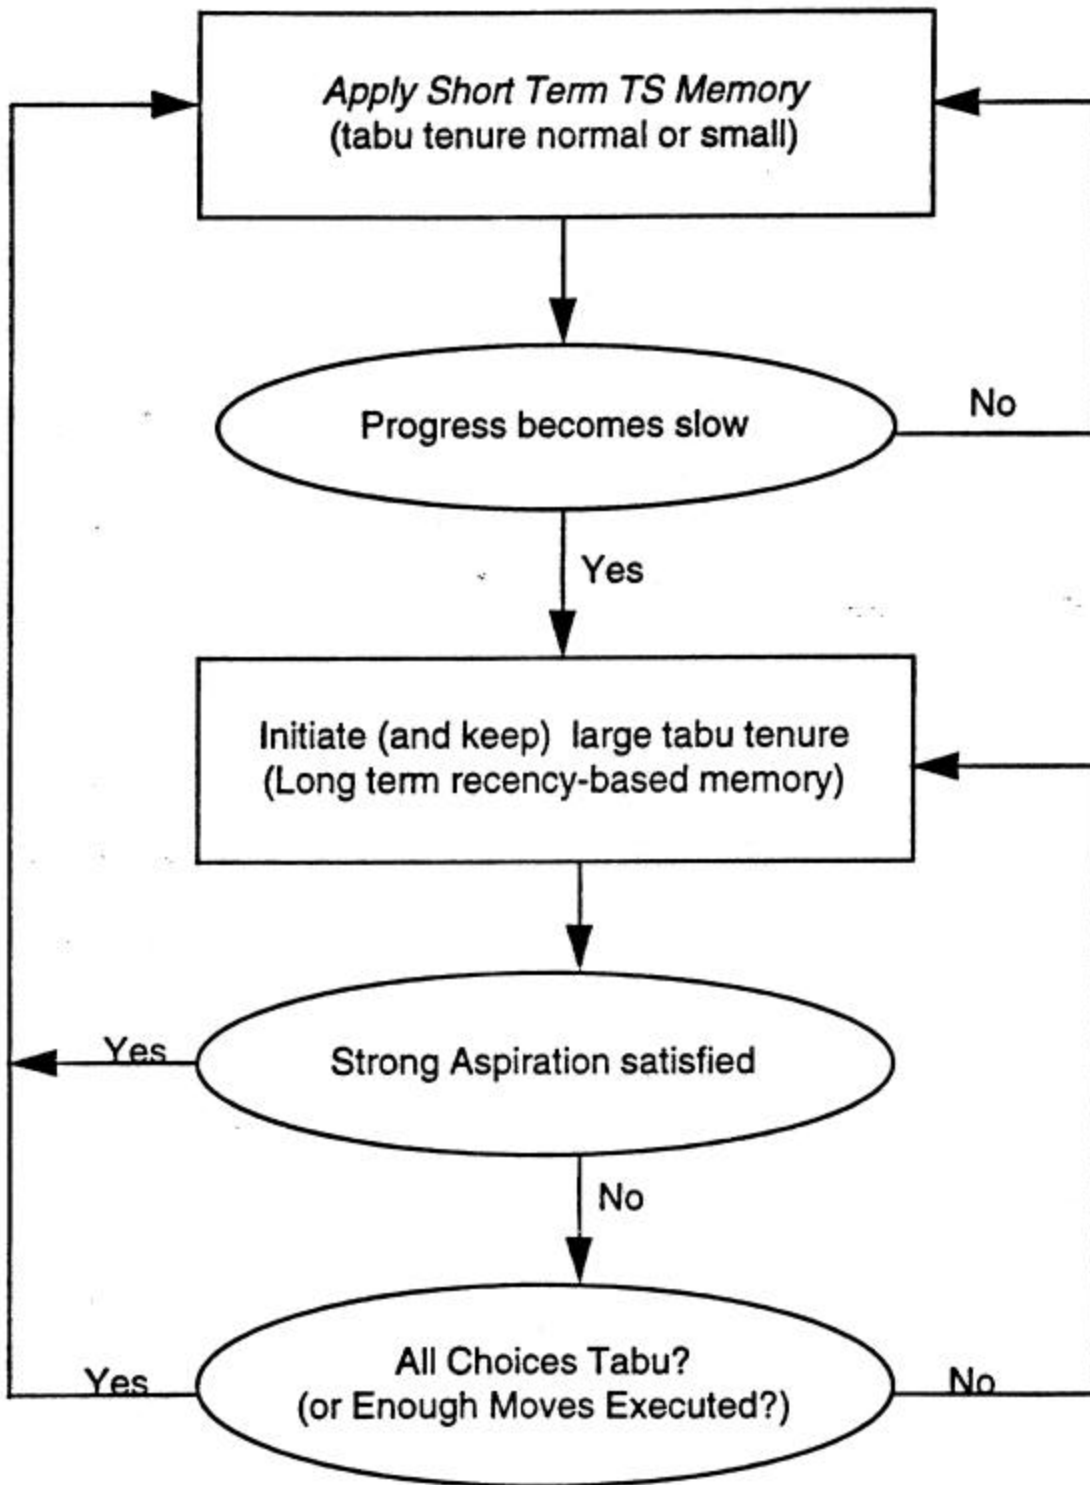 Apply Short Term TS Memory
(tabu tenure normal or small)
Progress becomes slow
No
Yes
Initiate (and keep) large tabu tenure
(Long term recency-based memory)
Yes
Strong Aspiration satisfied
No
All Choices Tabu?
(or Enough Moves Executed?)
Yes
No